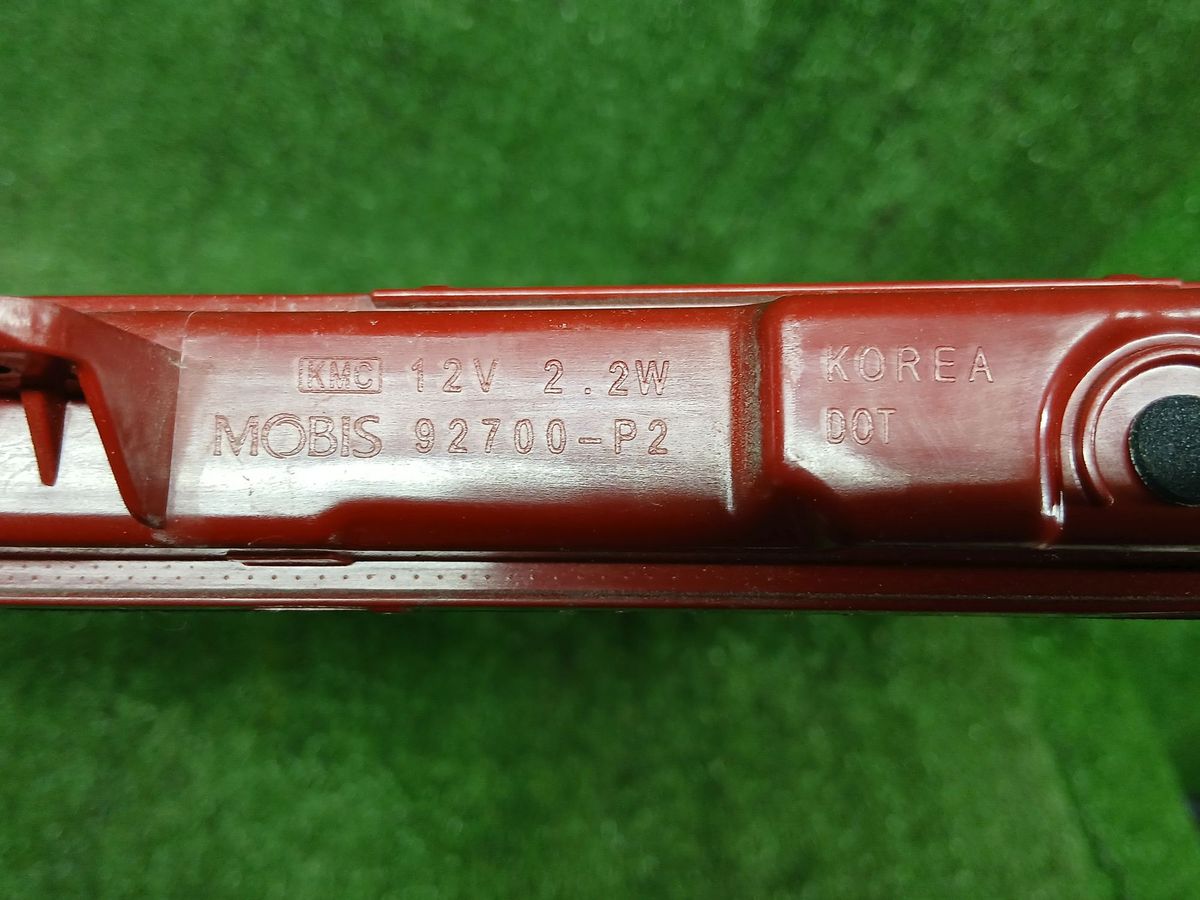 KMC 12V 2.2W
MOBIS 92700-P2
KOREA
DOT